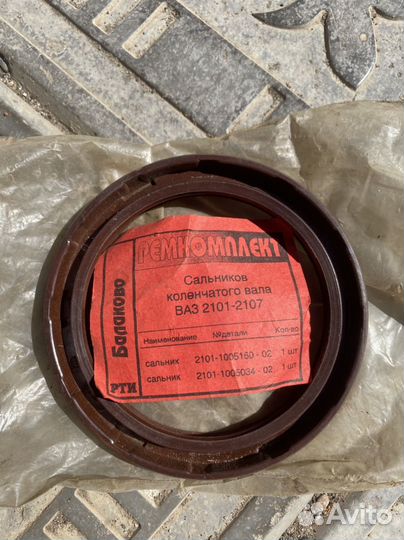 РЕМКОМПЛЕКТ
Сальников
коленчатого вала
ВАЗ 2101-2107
Наименование №детали Кол-во
сальник 2101-1005160-02 1 шт
сальник 2101-1005034-02 1 шт
Балаково
РТИ
Avito